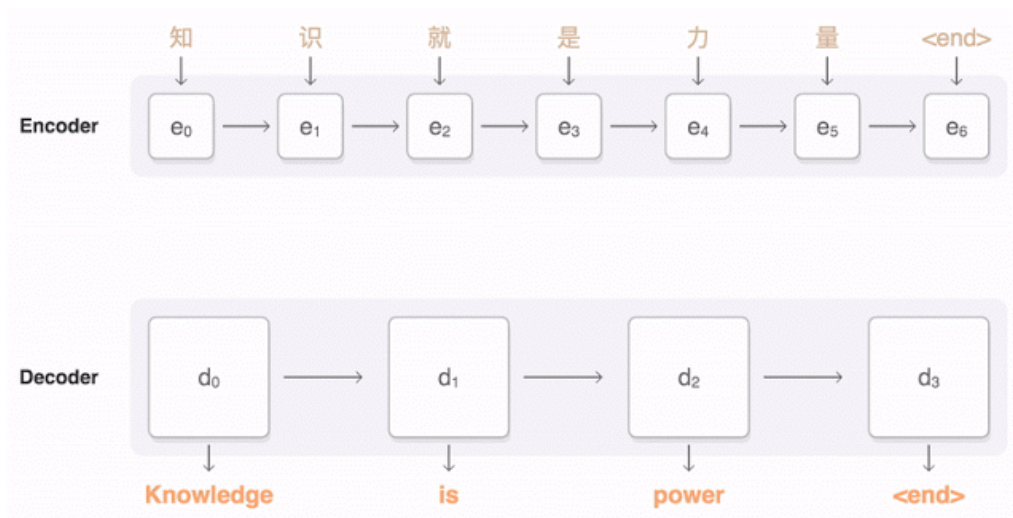 知 识 就 是 力 量 <end>
Encoder e₀ e₁ e₂ e₃ e₄ e₅ e₆
Decoder d₀ d₁ d₂ d₃
Knowledge is power <end>